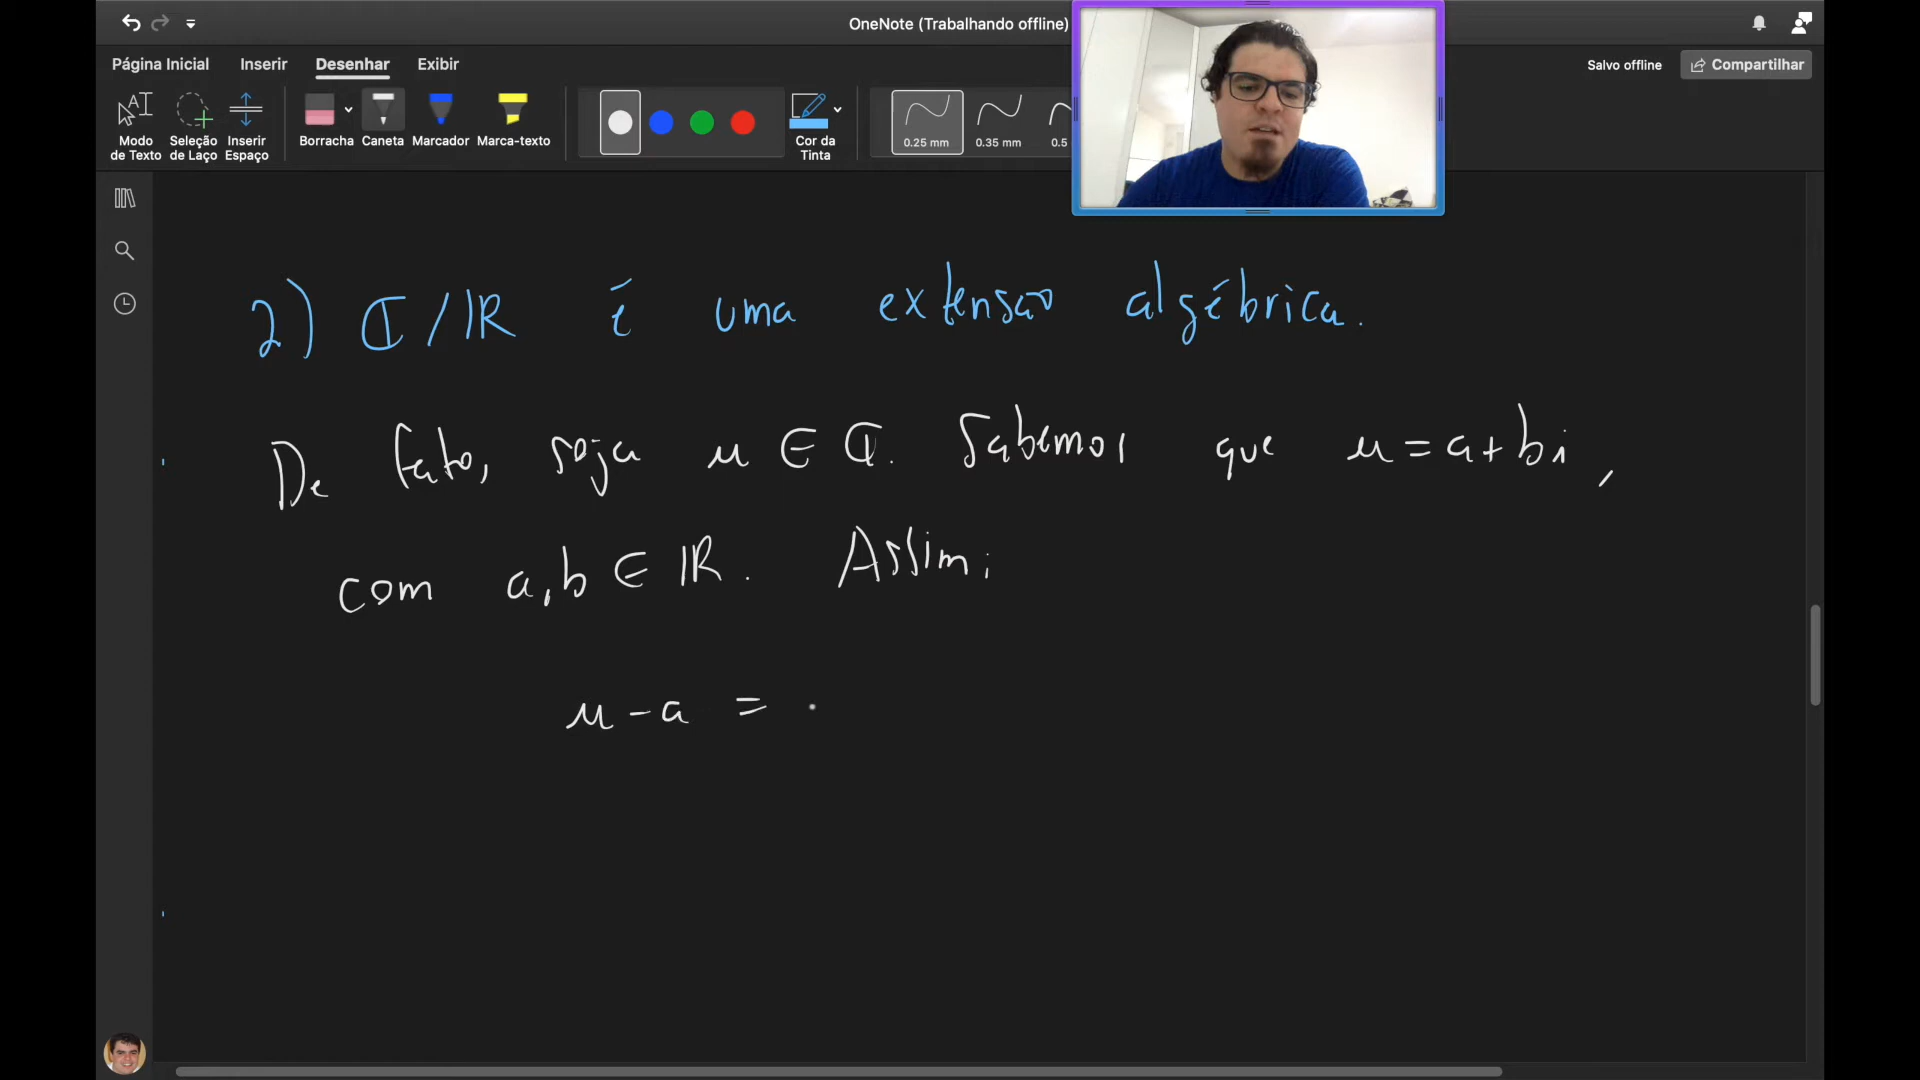 OneNote (Trabalhando offline)
Página Inicial Inserir Desenhar Exibir
Salvo offline Compartilhar
Modo de Texto
Seleção de Laço
Inserir Espaço
Borracha Caneta Marcador Marca-texto
Cor da Tinta
0.25 mm 0.35 mm 0.5
2) ℂ/ℝ é uma extensão algébrica.
De fato, seja u ∈ ℂ. Sabemos que u = a + bi,
com a, b ∈ ℝ. Assim;
u - a =